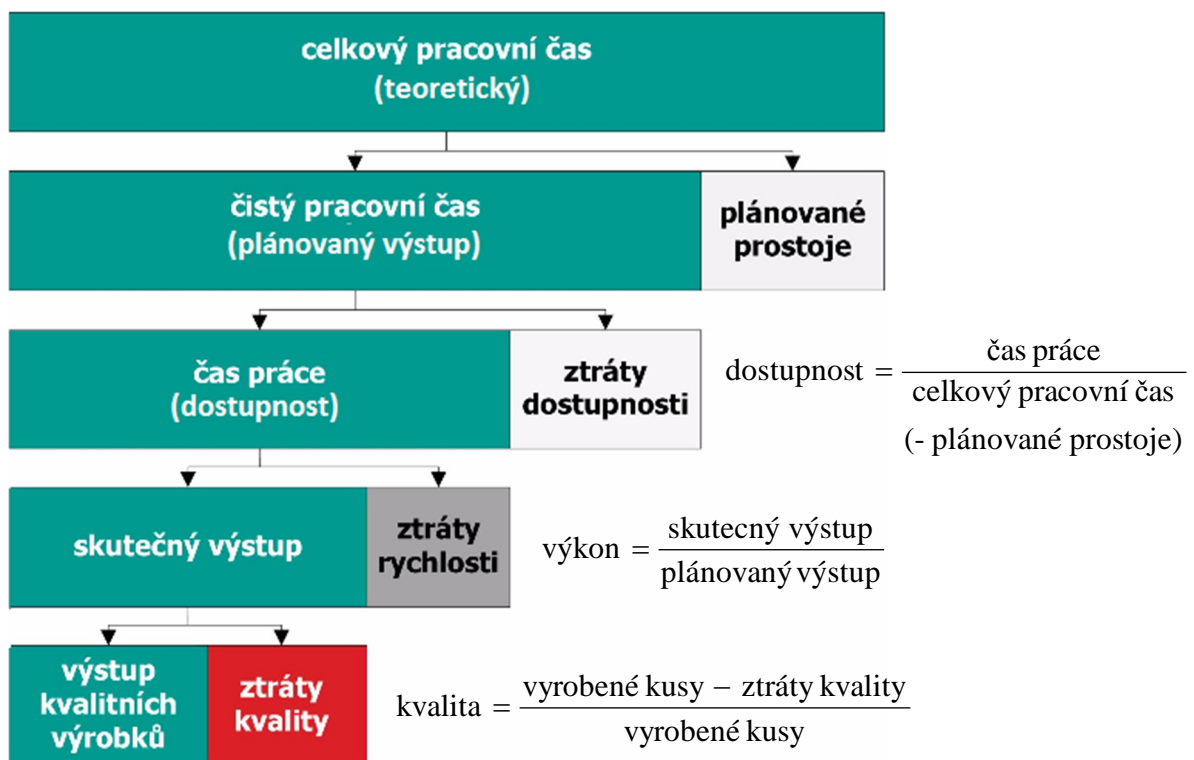 celkový pracovní čas
(teoretický)
čistý pracovní čas
(plánovaný výstup)
plánované
prostoje
čas práce
(dostupnost)
ztráty
dostupnosti
dostupnost = čas práce
celkový pracovní čas
(- plánované prostoje)
skutečný výstup
ztráty
rychlosti
výkon = skutecný výstup
plánovaný výstup
výstup
kvalitních
výrobků
ztráty
kvality
kvalita = vyrobené kusy − ztráty kvality
vyrobené kusy